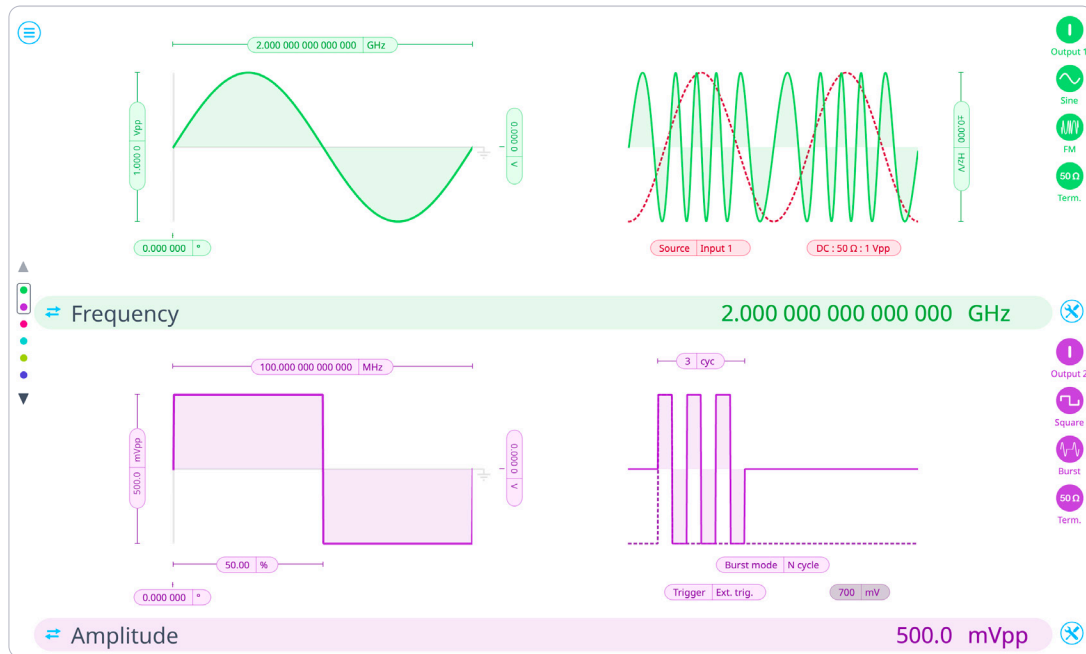 2.000 000 000 000 000 GHz
1.000 0 Vpp
0.000 0 V
0.000 000 °
±0.000 Hz/V
Source Input 1
DC : 50 Ω : 1 Vpp
Output 1
Sine
FM
50 Ω
Term.
Frequency 2.000 000 000 000 000 GHz
100.000 000 000 000 MHz
500.0 mVpp
0.000 0 V
50.00 %
0.000 000 °
3 cyc
Burst mode N cycle
Trigger Ext. trig.
700 mV
Output 2
Square
Burst
50 Ω
Term.
Amplitude 500.0 mVpp